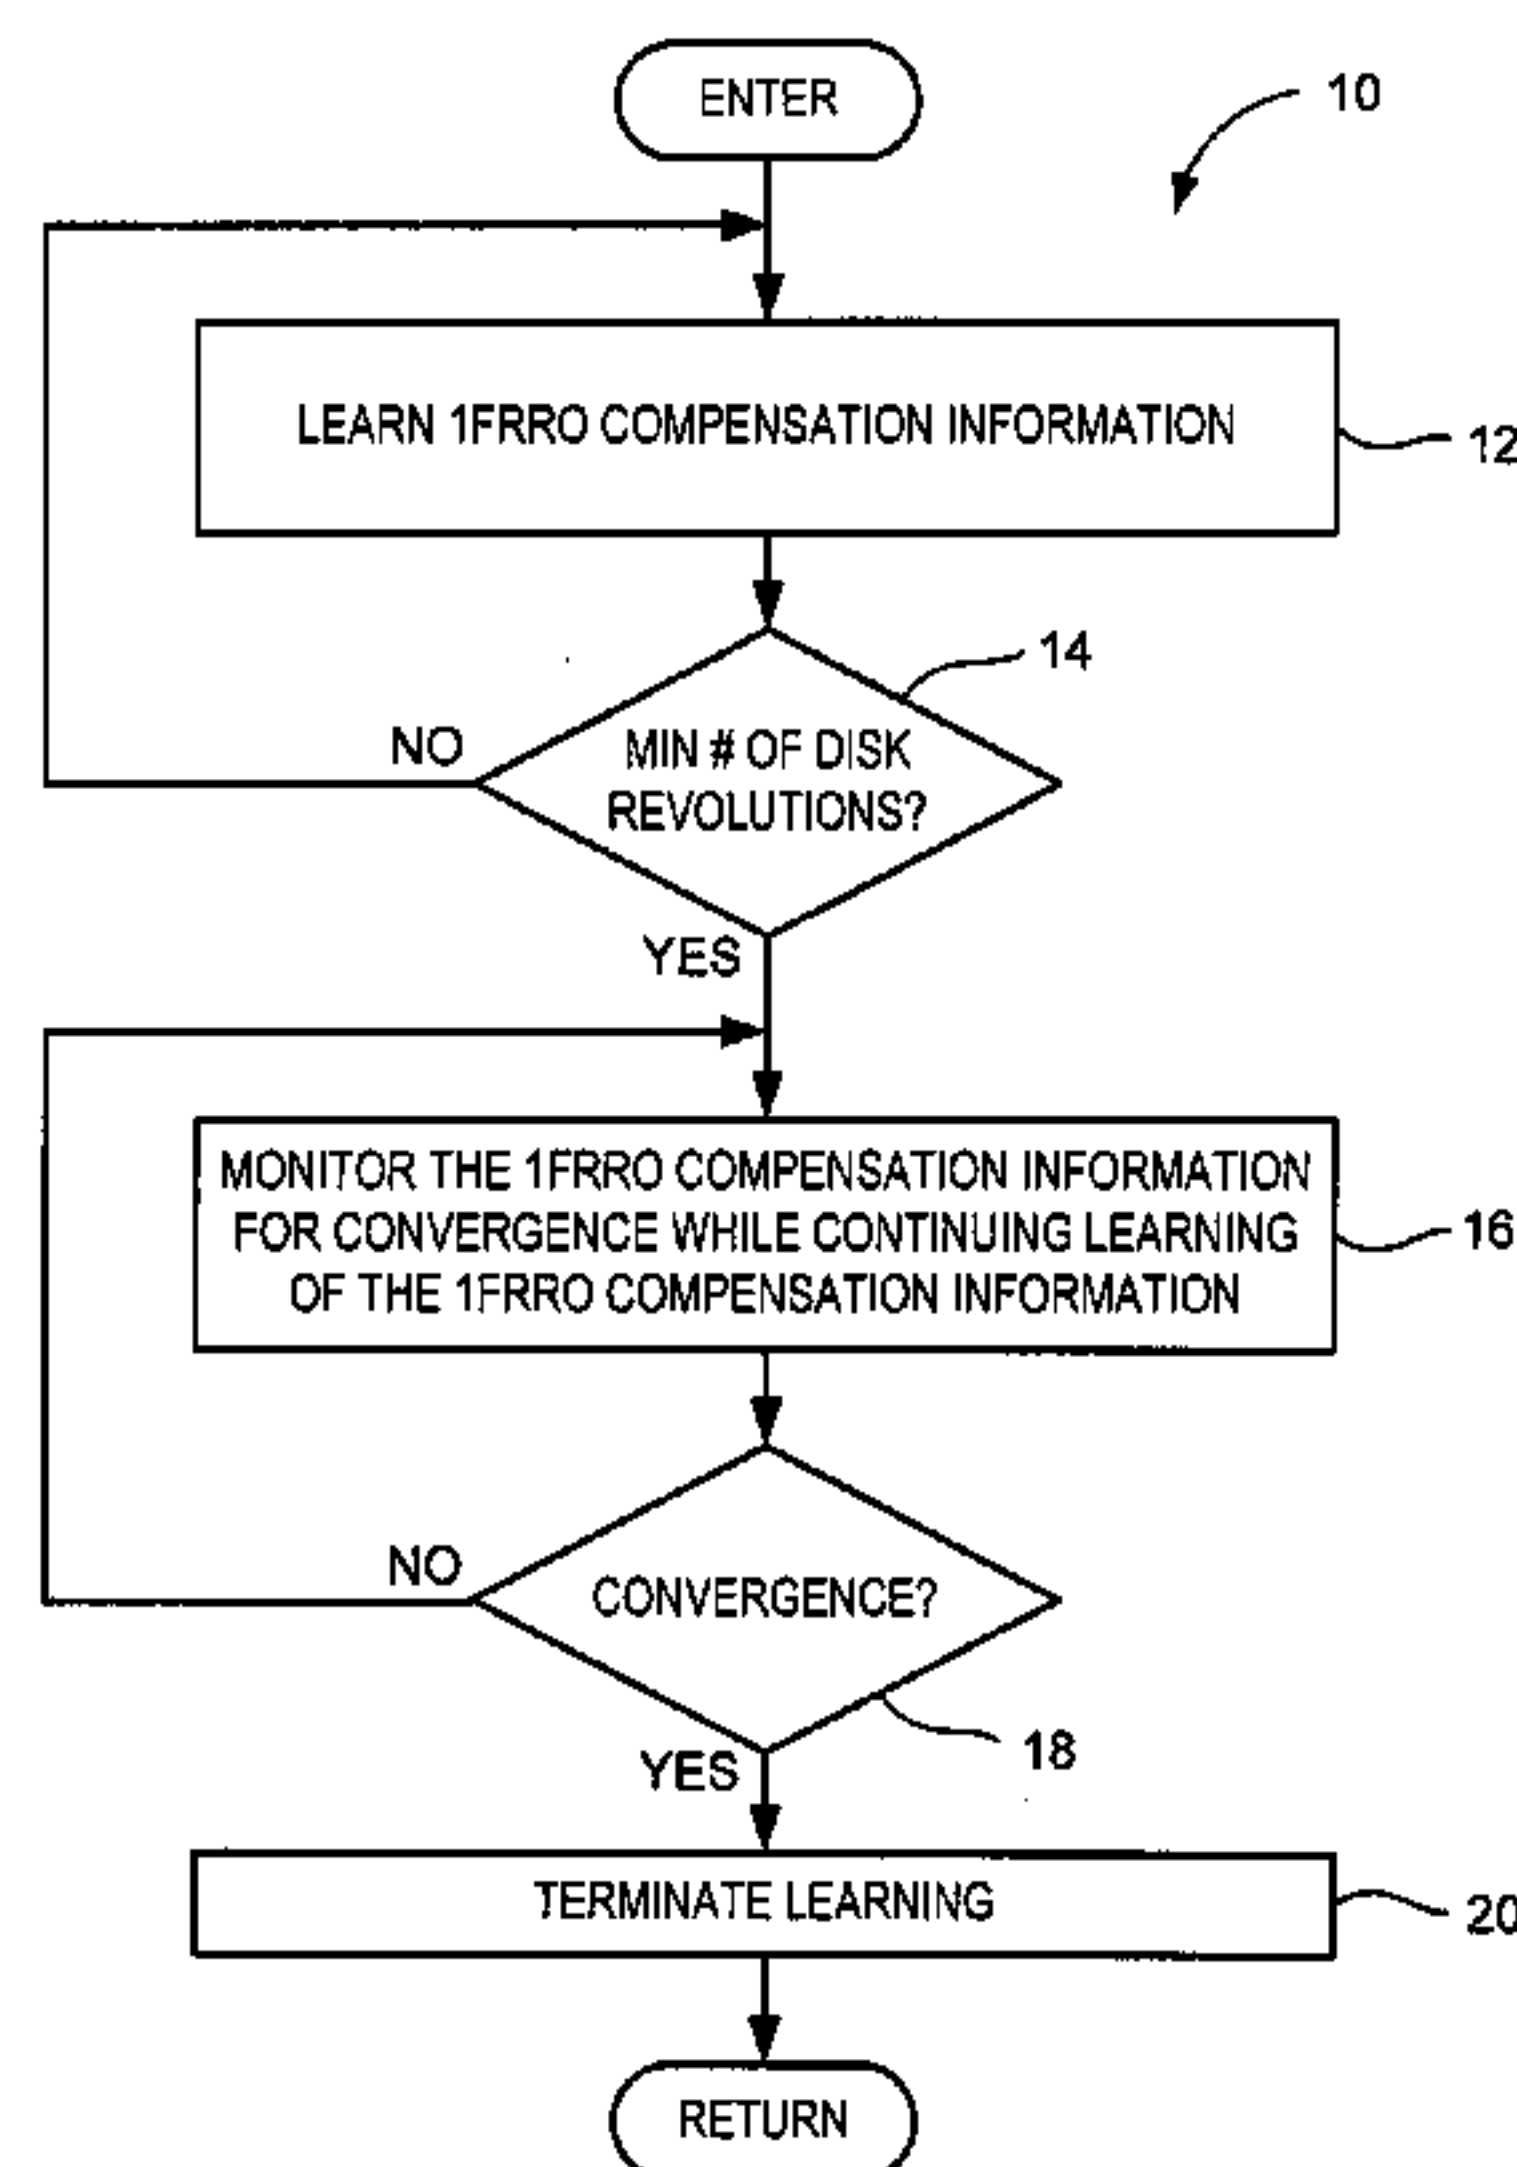 ENTER
10
LEARN 1FRRO COMPENSATION INFORMATION
12
14
NO
MIN # OF DISK
REVOLUTIONS?
YES
MONITOR THE 1FRRO COMPENSATION INFORMATION
FOR CONVERGENCE WHILE CONTINUING LEARNING
OF THE 1FRRO COMPENSATION INFORMATION
16
NO
CONVERGENCE?
18
YES
TERMINATE LEARNING
20
RETURN